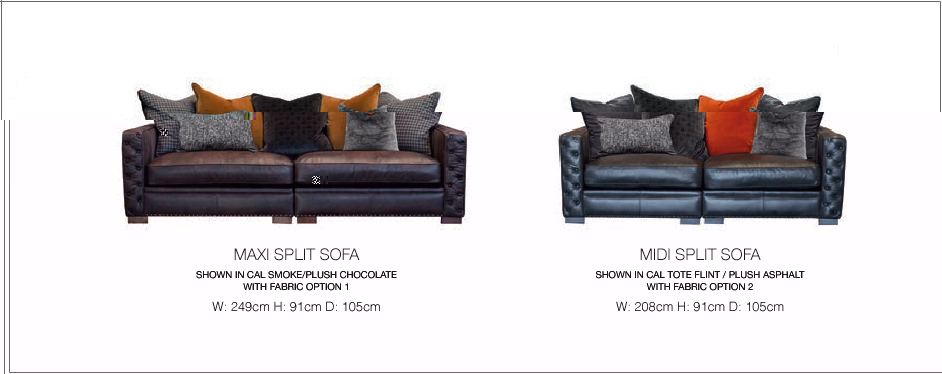 MAXI SPLIT SOFA
SHOWN IN CAL SMOKE/PLUSH CHOCOLATE
WITH FABRIC OPTION 1
W: 249cm H: 91cm D: 105cm
MIDI SPLIT SOFA
SHOWN IN CAL TOTE FLINT / PLUSH ASPHALT
WITH FABRIC OPTION 2
W: 208cm H: 91cm D: 105cm